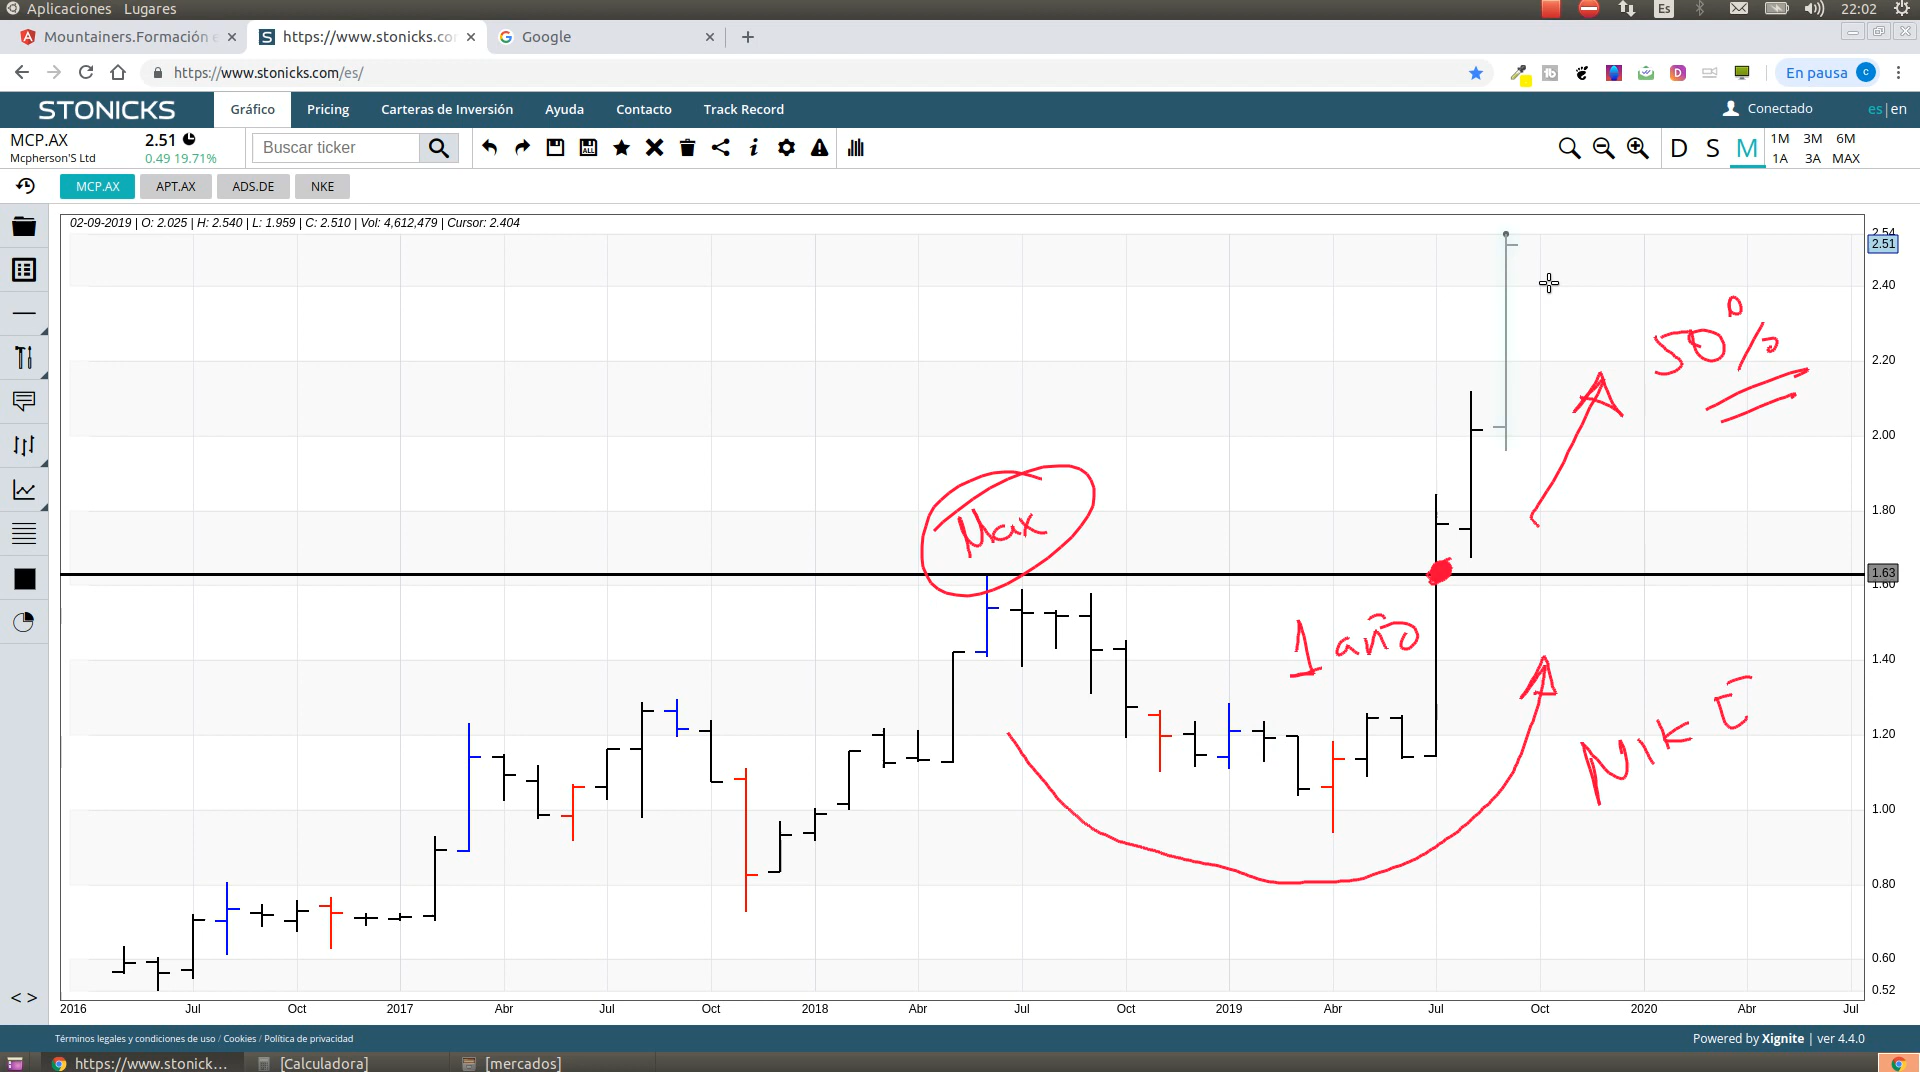 Aplicaciones Lugares Es 22:02
Mountainers.Formación e https://www.stonicks.co Google
https://www.stonicks.com/es/ En pausa c
STONICKS Gráfico Pricing Carteras de Inversión Ayuda Contacto Track Record Conectado es|en
MCP.AX 2.51
Mcpherson'S Ltd 0.49 19.71%
Buscar ticker ALL D S M 1M 3M 6M
1A 3A MAX
MCP.AX APT.AX ADS.DE NKE
02-09-2019 | O: 2.025 | H: 2.540 | L: 1.959 | C: 2.510 | Vol: 4,612,479 | Cursor: 2.404
2.54
2.51
2.40
50%
2.20
2.00
1.80
Max
1.63
1.60
1 año
1.40
NIKE
1.20
1.00
0.80
0.60
0.52
2016 Jul Oct 2017 Abr Jul Oct 2018 Abr Jul Oct 2019 Abr Jul Oct 2020 Abr Jul
Términos legales y condiciones de uso / Cookies / Política de privacidad Powered by Xignite | ver 4.4.0
https://www.stonick... [Calculadora] [mercados]